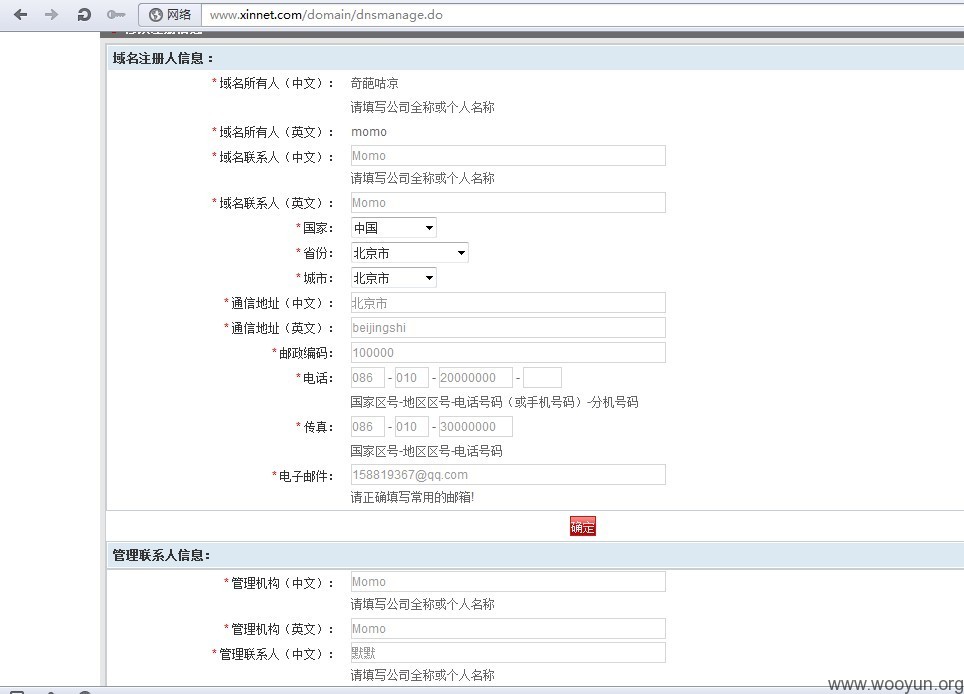 网络 www.xinnet.com/domain/dnsmanage.do
域名注册人信息：
*域名所有人（中文）： 奇葩咕凉
请填写公司全称或个人名称
*域名所有人（英文）： momo
*域名联系人（中文）： Momo
请填写公司全称或个人名称
*域名联系人（英文）： Momo
*国家： 中国
*省份： 北京市
*城市： 北京市
*通信地址（中文）： 北京市
*通信地址（英文）： beijingshi
*邮政编码： 100000
*电话： 086 - 010 - 20000000 -
国家区号-地区区号-电话号码（或手机号码）-分机号码
*传真： 086 - 010 - 30000000
国家区号-地区区号-电话号码
*电子邮件： 158819367@qq.com
请正确填写常用的邮箱!
确定
管理联系人信息：
*管理机构（中文）： Momo
请填写公司全称或个人名称
*管理机构（英文）： Momo
*管理联系人（中文）： 默默
请填写公司全称或个人名称
www.wooyun.org